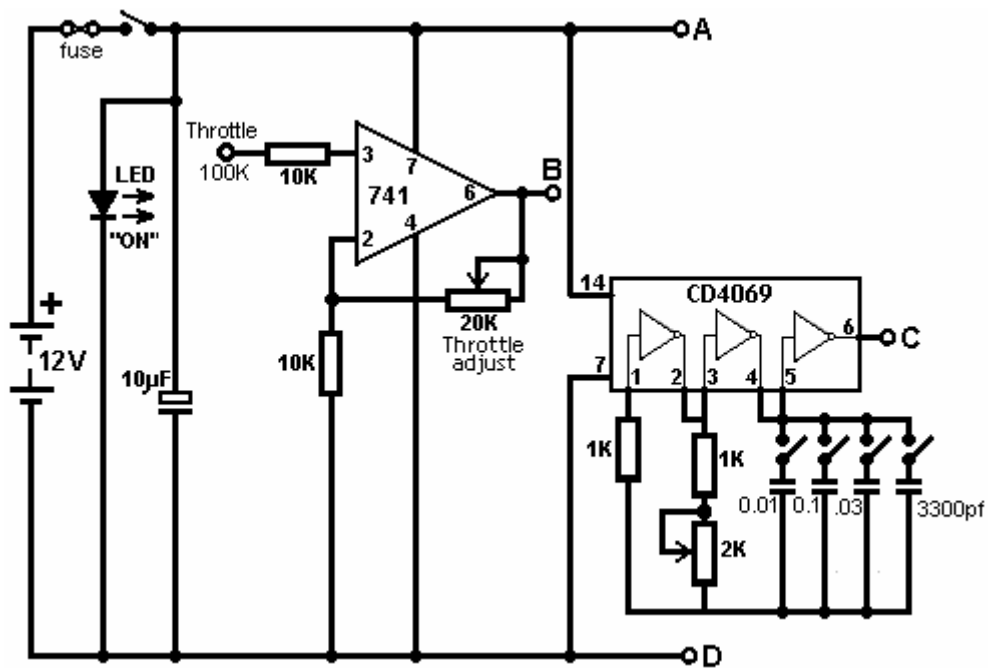 fuse
A
Throttle
100K
10K
3
7
741
6
B
4
2
LED
"ON"
20K
Throttle
adjust
10K
+
12V
10µF
14
CD4069
7
1
2
3
4
5
6
C
1K
1K
2K
0.01
0.1
.03
3300pf
D